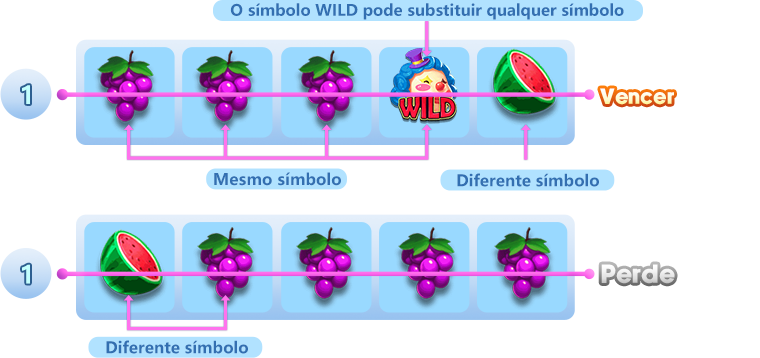 O símbolo WILD pode substituir qualquer símbolo
1
WILD
Vencer
Mesmo símbolo
Diferente símbolo
1
Perde
Diferente símbolo